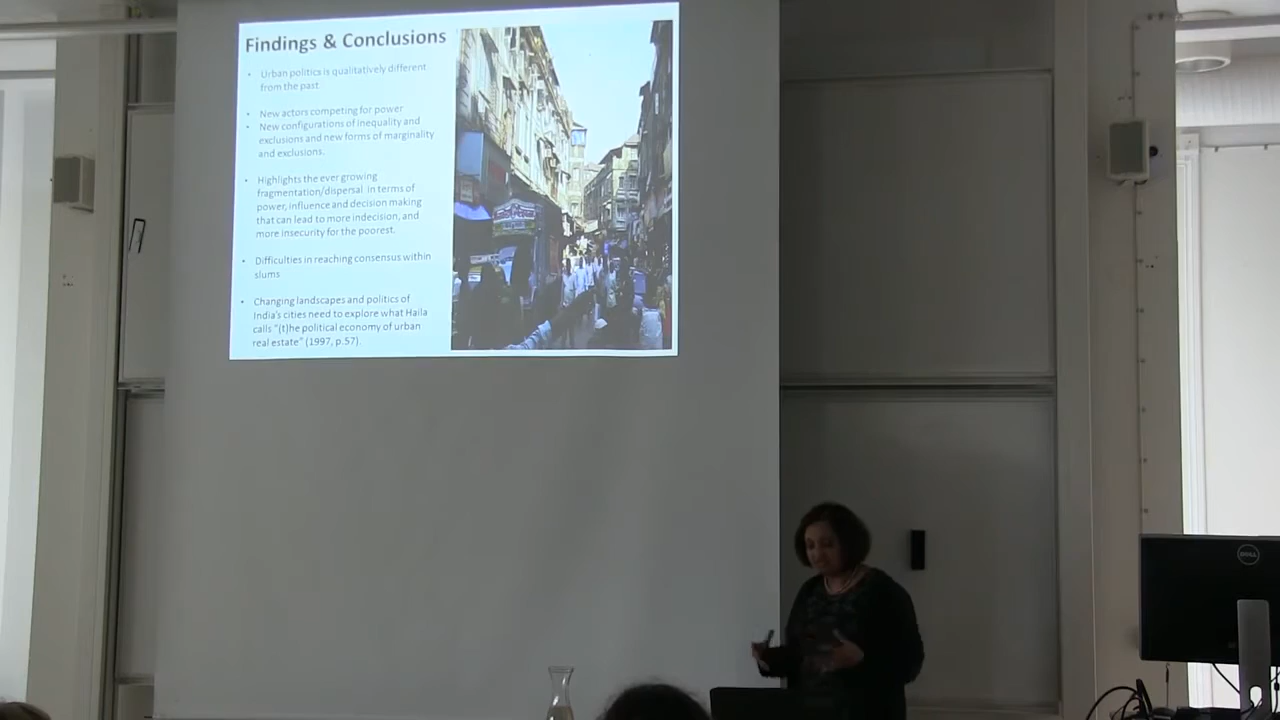 Findings & Conclusions
• Urban politics is qualitatively different
from the past.
• New actors competing for power
• New configurations of inequality and
exclusions and new forms of marginality
and exclusions.
• Highlights the ever growing
fragmentation/dispersal in terms of
power, influence and decision making
that can lead to more indecision, and
more insecurity for the poorest.
• Difficulties in reaching consensus within
slums
• Changing landscapes and politics of
India's cities need to explore what Haila
calls "(t)he political economy of urban
real estate" (1997, p.57).
DELL